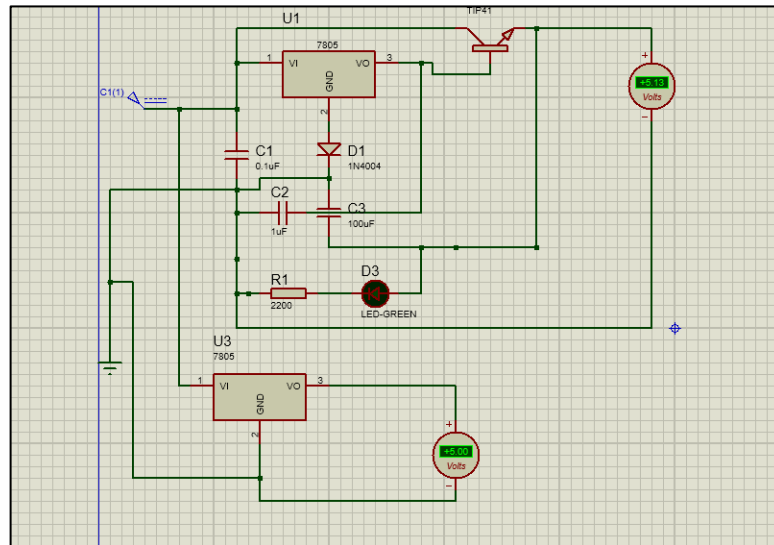 TIP41
U1
7805
1
VI
VO
3
GND
2
+
+5.13
Volts
−
C1(1)
C1
0.1uF
D1
1N4004
C2
1uF
C3
100uF
R1
2200
D3
LED-GREEN
U3
7805
1
VI
VO
3
GND
2
+
+5.00
Volts
−